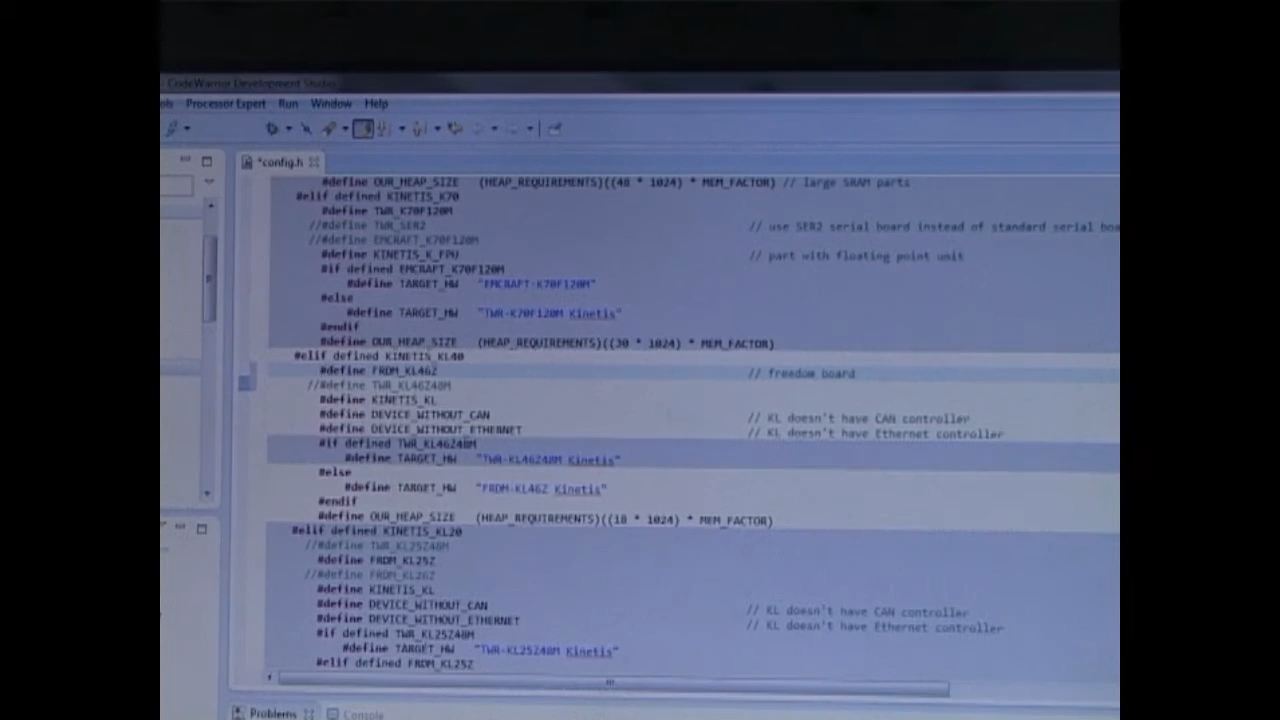 - CodeWarrior Development Studio
ols Processor Expert Run Window Help
*config.h
#define OUR_HEAP_SIZE (HEAP_REQUIREMENTS)((48 * 1024) * MEM_FACTOR) // large SRAM parts
#elif defined KINETIS_K70
#define TWR_K70F120M
//#define TWR_SER2 // use SER2 serial board instead of standard serial boa
//#define EMCRAFT_K70F120M
#define KINETIS_K_FPU // part with floating point unit
#if defined EMCRAFT_K70F120M
#define TARGET_HW "EMCRAFT-K70F120M"
#else
#define TARGET_HW "TWR-K70F120M Kinetis"
#endif
#define OUR_HEAP_SIZE (HEAP_REQUIREMENTS)((30 * 1024) * MEM_FACTOR)
#elif defined KINETIS_KL40
#define FRDM_KL46Z // freedom board
//#define TWR_KL46Z48M
#define KINETIS_KL
#define DEVICE_WITHOUT_CAN // KL doesn't have CAN controller
#define DEVICE_WITHOUT_ETHERNET // KL doesn't have Ethernet controller
#if defined TWR_KL46Z48M
#define TARGET_HW "TWR-KL46Z48M Kinetis"
#else
#define TARGET_HW "FRDM-KL46Z Kinetis"
#endif
#define OUR_HEAP_SIZE (HEAP_REQUIREMENTS)((18 * 1024) * MEM_FACTOR)
#elif defined KINETIS_KL20
//#define TWR_KL25Z48M
#define FRDM_KL25Z
//#define FRDM_KL26Z
#define KINETIS_KL
#define DEVICE_WITHOUT_CAN // KL doesn't have CAN controller
#define DEVICE_WITHOUT_ETHERNET // KL doesn't have Ethernet controller
#if defined TWR_KL25Z48M
#define TARGET_HW "TWR-KL25Z48M Kinetis"
#elif defined FRDM_KL25Z
Problems Console